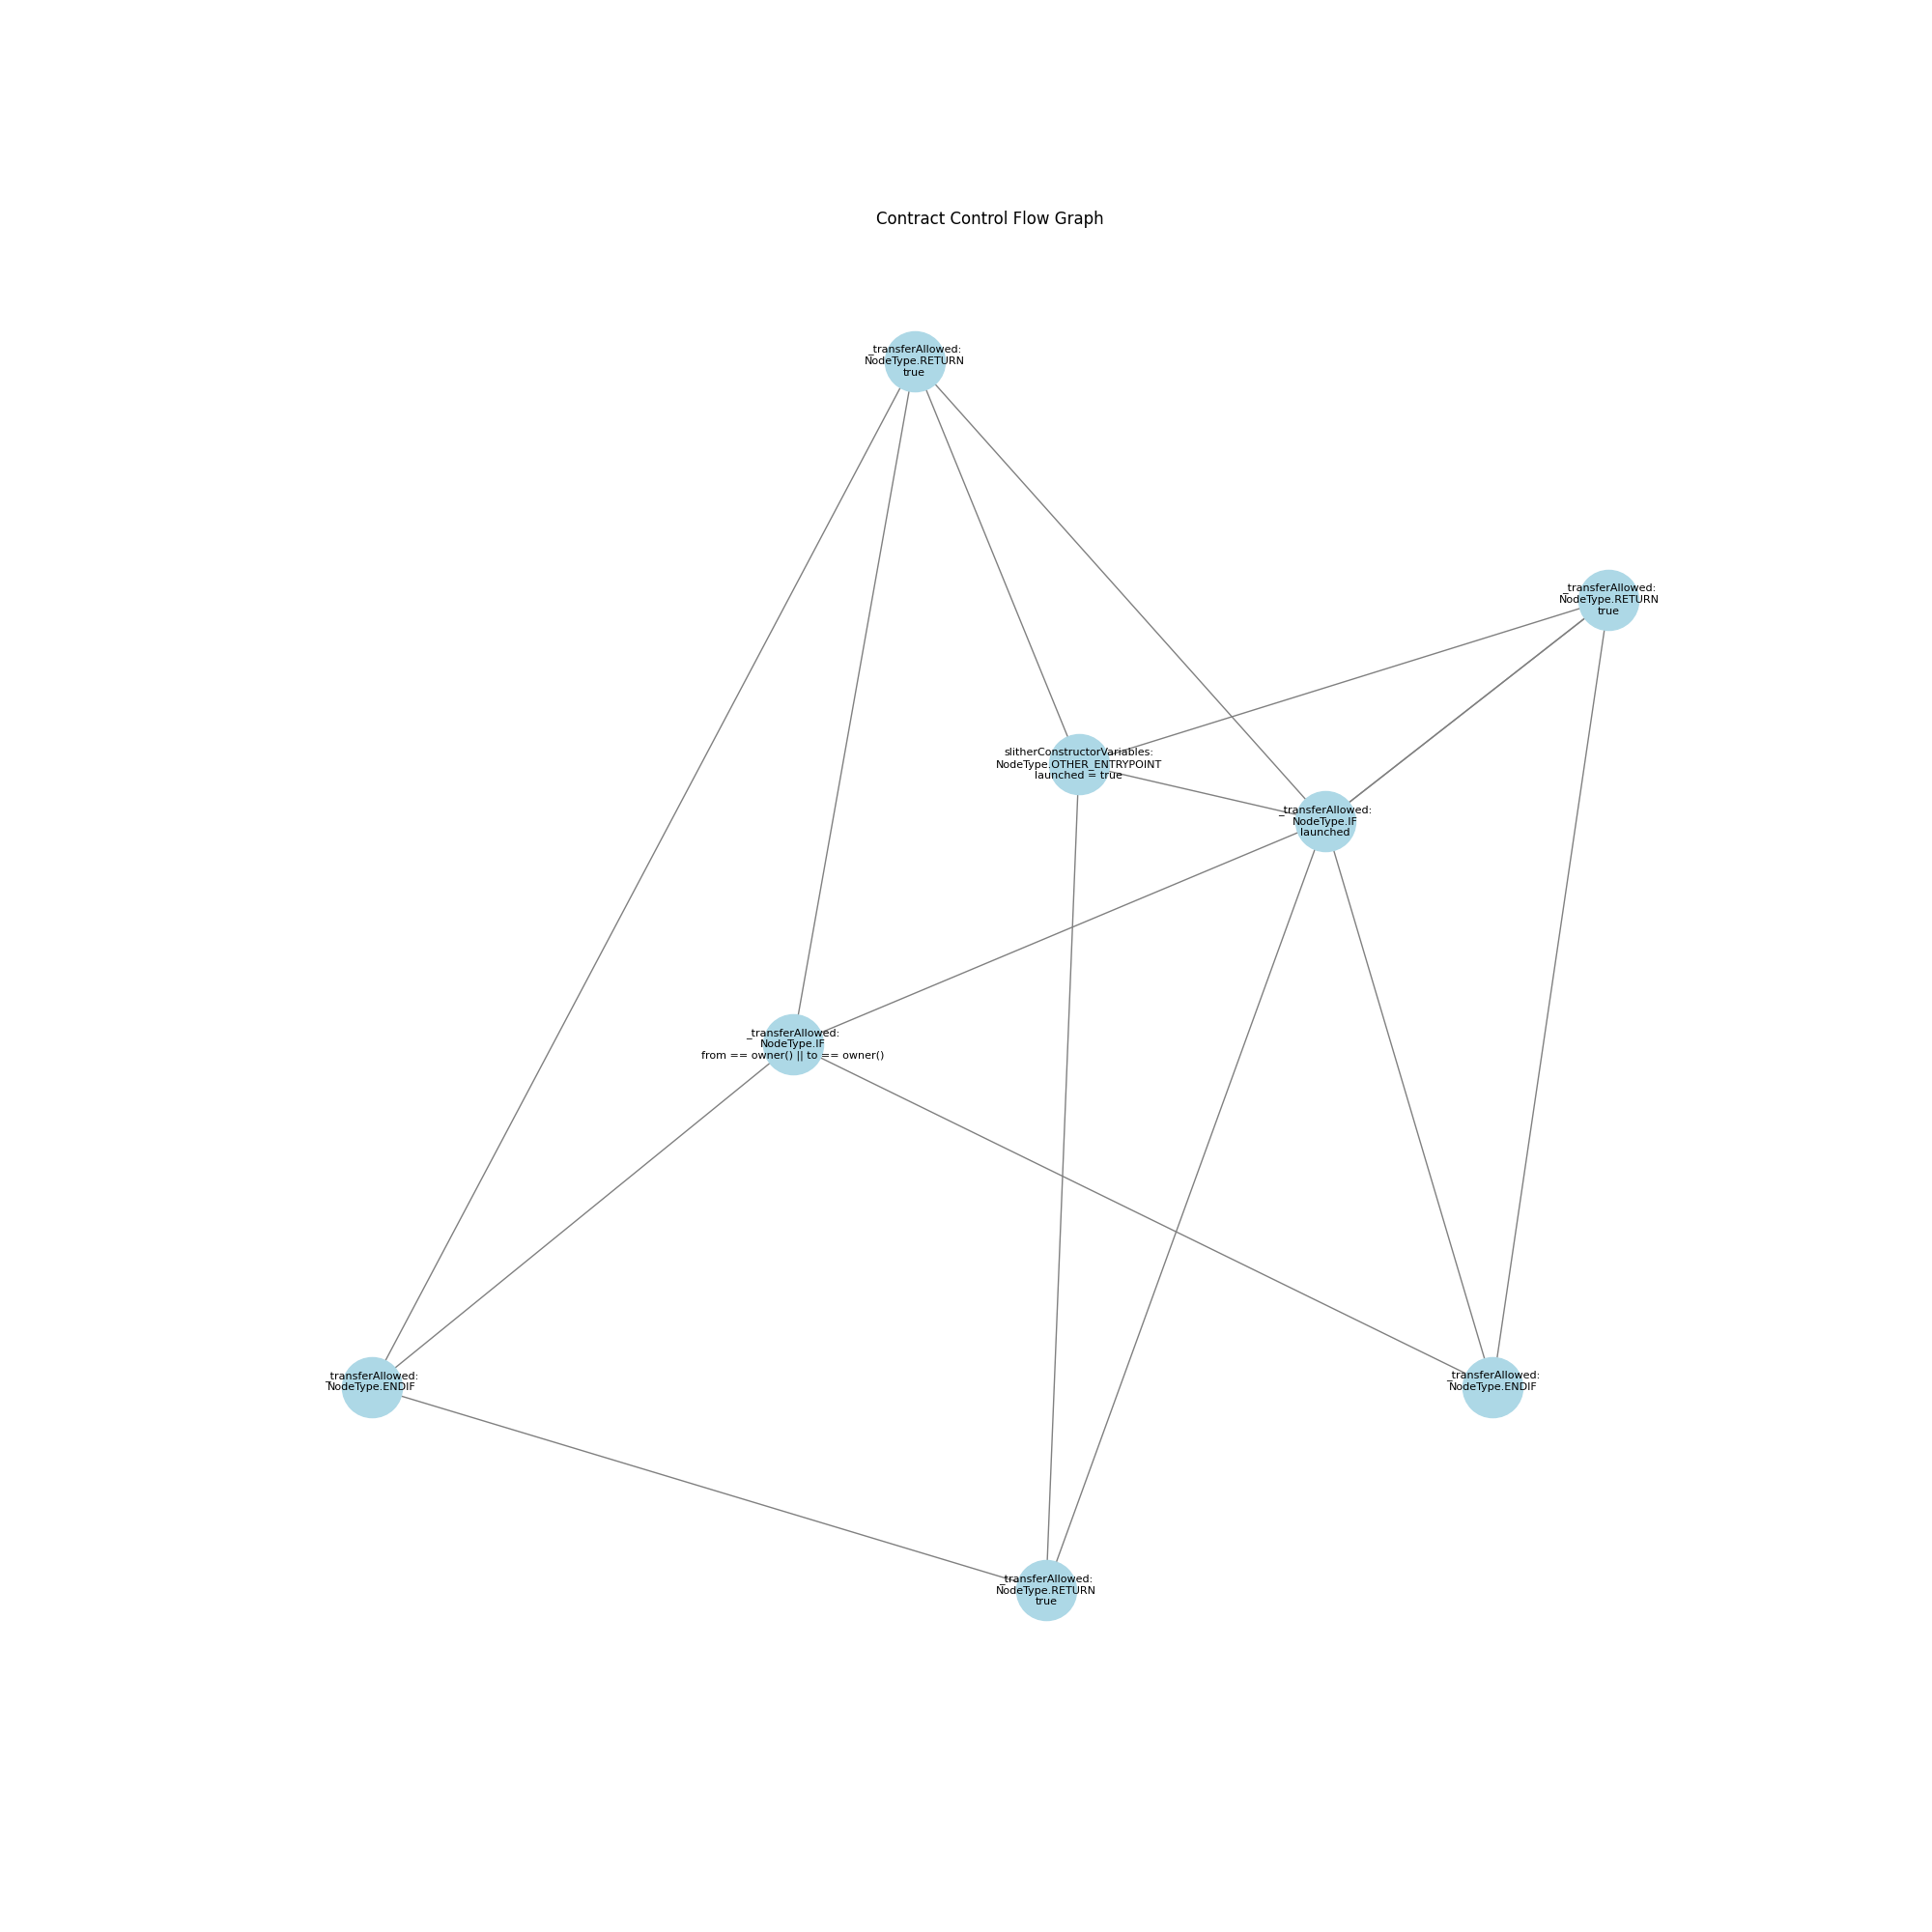 Contract Control Flow Graph
_transferAllowed:
NodeType.RETURN
true
_transferAllowed:
NodeType.RETURN
true
slitherConstructorVariables:
NodeType.OTHER_ENTRYPOINT
launched = true
_transferAllowed:
NodeType.IF
launched
_transferAllowed:
NodeType.IF
from == owner() || to == owner()
_transferAllowed:
NodeType.ENDIF
_transferAllowed:
NodeType.ENDIF
_transferAllowed:
NodeType.RETURN
true